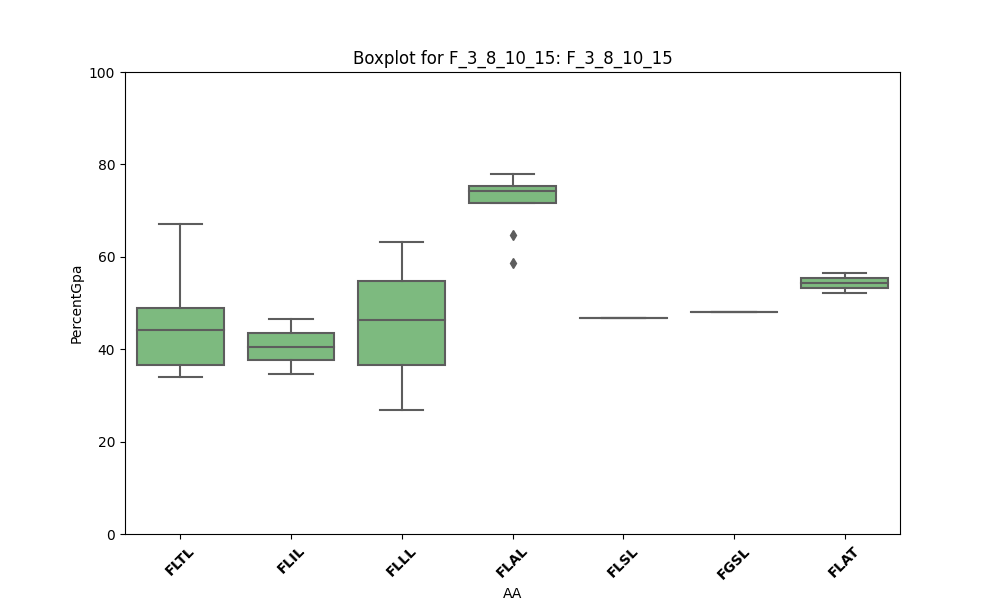 Boxplot for F_3_8_10_15: F_3_8_10_15
100
80
60
40
20
0
PercentGpa
FLTL
FLIL
FLLL
FLAL
FLSL
FGSL
FLAT
AA